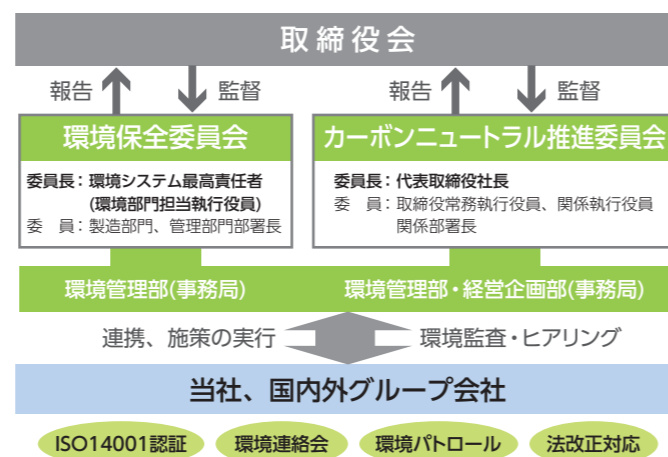 取締役会
報告 監督 報告 監督
環境保全委員会
委員長：環境システム最高責任者
(環境部門担当執行役員)
委　員：製造部門、管理部門部署長
カーボンニュートラル推進委員会
委員長：代表取締役社長
委　員：取締役常務執行役員、関係執行役員
関係部署長
環境管理部(事務局) 環境管理部・経営企画部(事務局)
連携、施策の実行 環境監査・ヒアリング
当社、国内外グループ会社
ISO14001認証 環境連絡会 環境パトロール 法改正対応